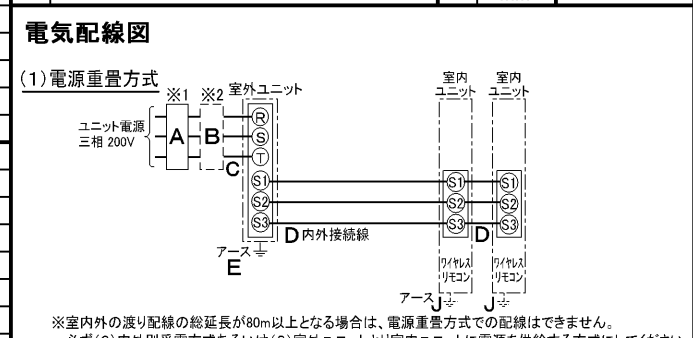 電気配線図
(1)電源重畳方式
※1 ※2 室外ユニット
室内
ユニット
室内
ユニット
ユニット電源
三相 200V
A
B
C
R
S
T
S1
S2
S3
S1
S2
S3
S1
S2
S3
D 内外接続線
D
アース
E
ワイヤレス
リモコン
ワイヤレス
リモコン
アース J
J
※室内外の渡り配線の総延長が80m以上となる場合は、電源重畳方式での配線はできません。